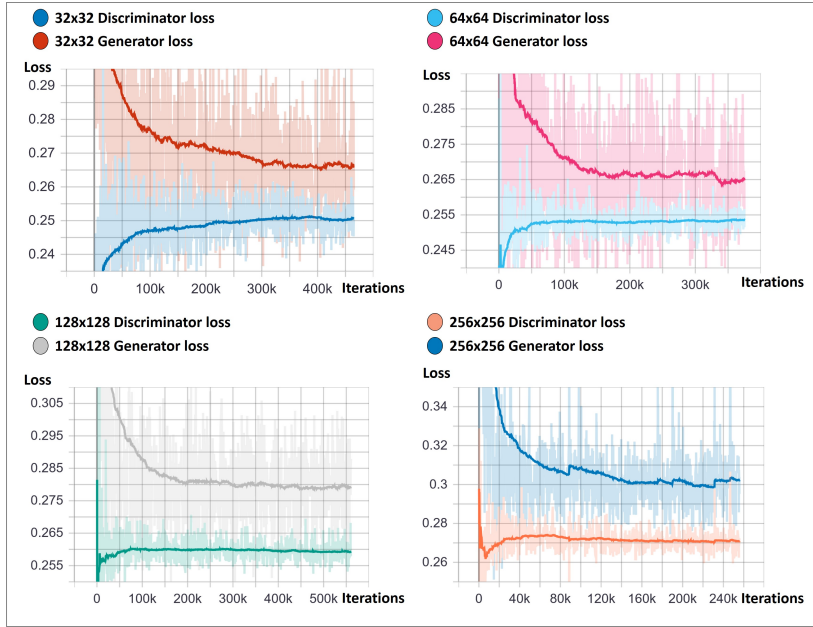 32x32 Discriminator loss
32x32 Generator loss
Loss
0.29
0.28
0.27
0.26
0.25
0.24
0 100k 200k 300k 400k Iterations
64x64 Discriminator loss
64x64 Generator loss
Loss
0.285
0.275
0.265
0.255
0.245
0 100k 200k 300k Iterations
128x128 Discriminator loss
128x128 Generator loss
Loss
0.305
0.295
0.285
0.275
0.265
0.255
0 100k 200k 300k 400k 500k Iterations
256x256 Discriminator loss
256x256 Generator loss
Loss
0.34
0.32
0.3
0.28
0.26
0 40k 80k 120k 160k 200k 240k Iterations